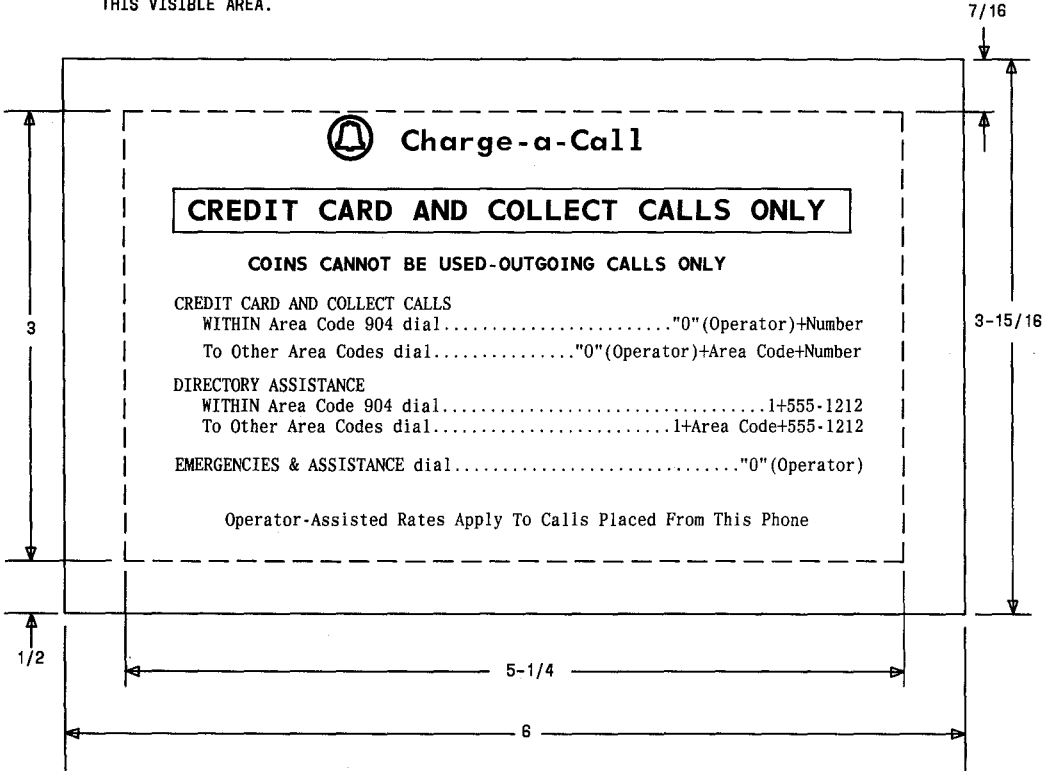 THIS VISIBLE AREA.
7/16
Charge-a-Call
CREDIT CARD AND COLLECT CALLS ONLY
COINS CANNOT BE USED-OUTGOING CALLS ONLY
CREDIT CARD AND COLLECT CALLS
WITHIN Area Code 904 dial........................"0"(Operator)+Number
3
3-15/16
To Other Area Codes dial..............."0"(Operator)+Area Code+Number
DIRECTORY ASSISTANCE
WITHIN Area Code 904 dial..................................1+555-1212
To Other Area Codes dial.........................1+Area Code+555-1212
EMERGENCIES & ASSISTANCE dial.............................."0"(Operator)
Operator-Assisted Rates Apply To Calls Placed From This Phone
1/2
5-1/4
6